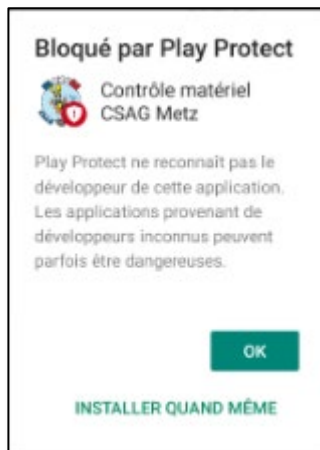 Bloqué par Play Protect
Contrôle matériel
CSAG Metz
Play Protect ne reconnaît pas le
développeur de cette application.
Les applications provenant de
développeurs inconnus peuvent
parfois être dangereuses.
OK
INSTALLER QUAND MÊME